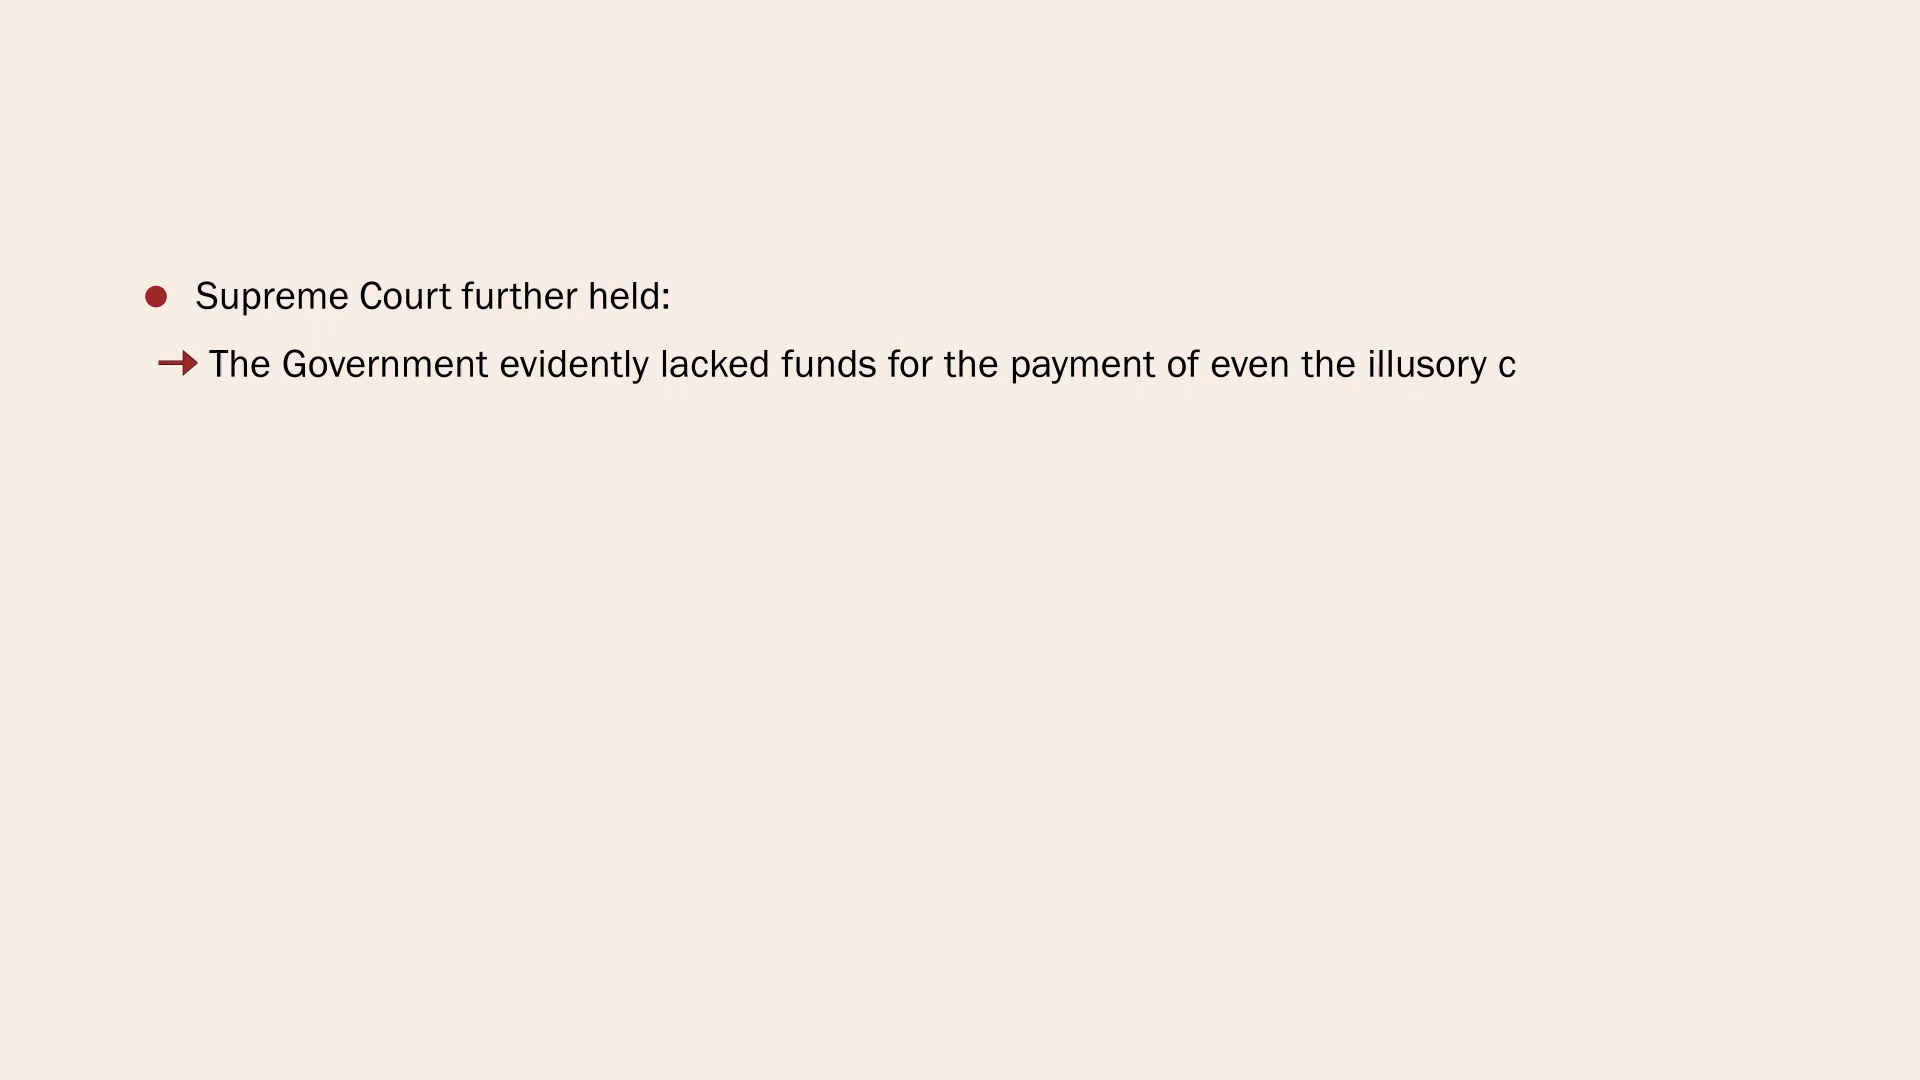 Supreme Court further held:
The Government evidently lacked funds for the payment of even the illusory c